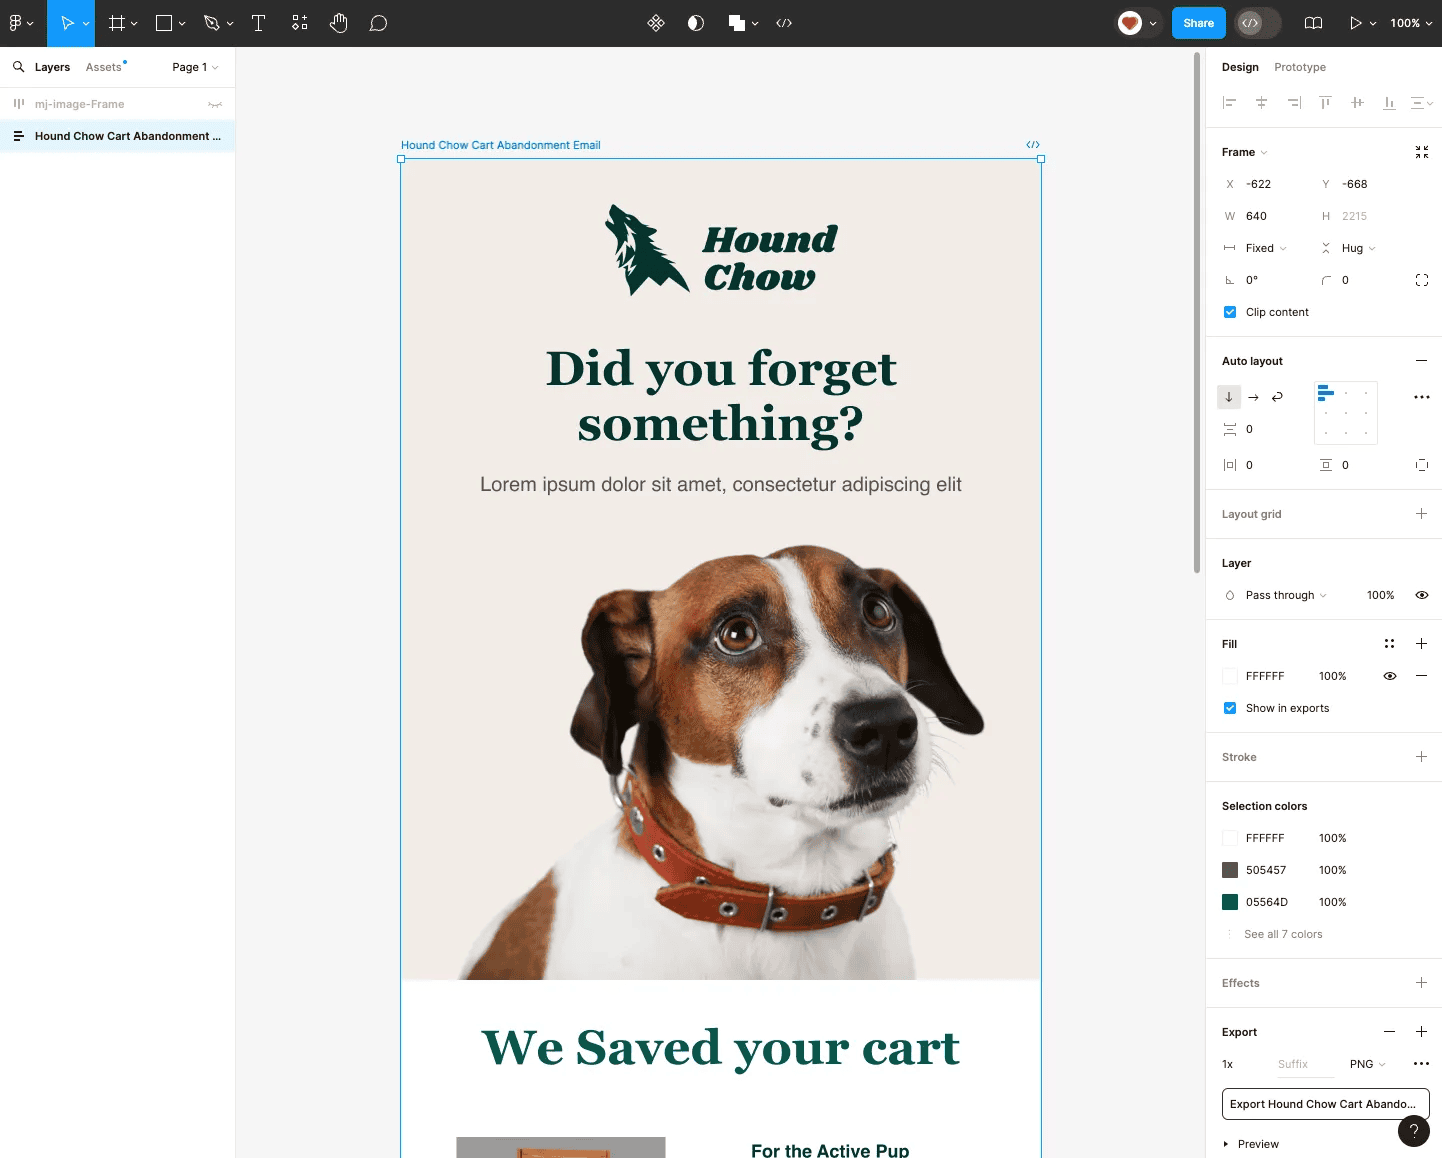 Share
100%
Layers
Assets
Page 1
mj-image-Frame
Hound Chow Cart Abandonment ...
Hound Chow Cart Abandonment Email
Hound
Chow
Did you forget
something?
Lorem ipsum dolor sit amet, consectetur adipiscing elit
We Saved your cart
For the Active Pup
Design
Prototype
Frame
X -622
Y -668
W 640
H 2215
Fixed
Hug
0°
0
Clip content
Auto layout
0
0
0
Layout grid
Layer
Pass through
100%
Fill
FFFFFF
100%
Show in exports
Stroke
Selection colors
FFFFFF
100%
505457
100%
05564D
100%
See all 7 colors
Effects
Export
1x
Suffix
PNG
Export Hound Chow Cart Abando...
?
Preview